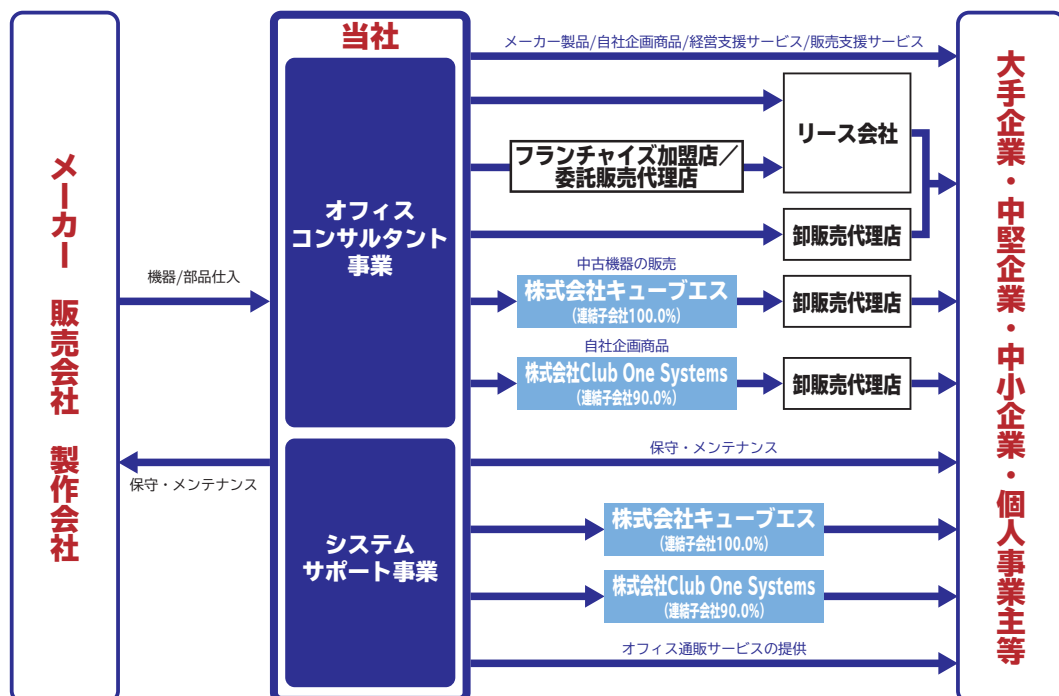 メーカー 販売会社 製作会社
機器/部品仕入
保守・メンテナンス
当社
オフィス
コンサルタント
事業
システム
サポート事業
メーカー製品/自社企画商品/経営支援サービス/販売支援サービス
リース会社
フランチャイズ加盟店／
委託販売代理店
卸販売代理店
中古機器の販売
株式会社キューブエス
（連結子会社100.0%）
卸販売代理店
自社企画商品
株式会社Club One Systems
（連結子会社90.0%）
卸販売代理店
保守・メンテナンス
株式会社キューブエス
（連結子会社100.0%）
株式会社Club One Systems
（連結子会社90.0%）
オフィス通販サービスの提供
大手企業・中堅企業・中小企業・個人事業主等